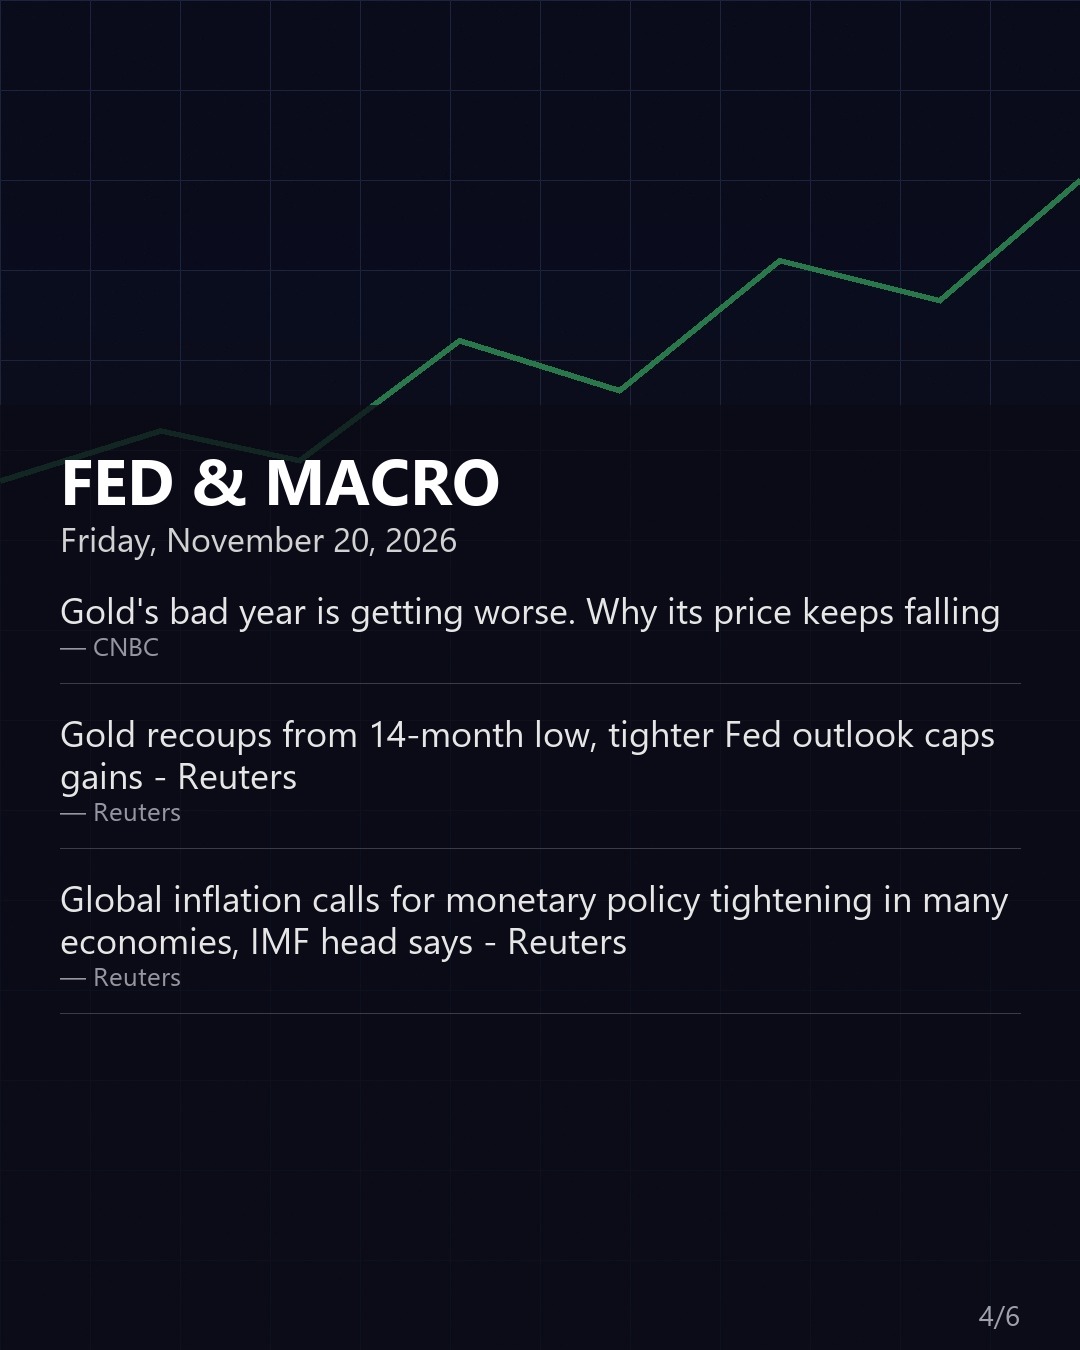 FED & MACRO
Friday, November 20, 2026
Gold's bad year is getting worse. Why its price keeps falling
— CNBC
Gold recoups from 14-month low, tighter Fed outlook caps
gains - Reuters
— Reuters
Global inflation calls for monetary policy tightening in many
economies, IMF head says - Reuters
— Reuters
4/6